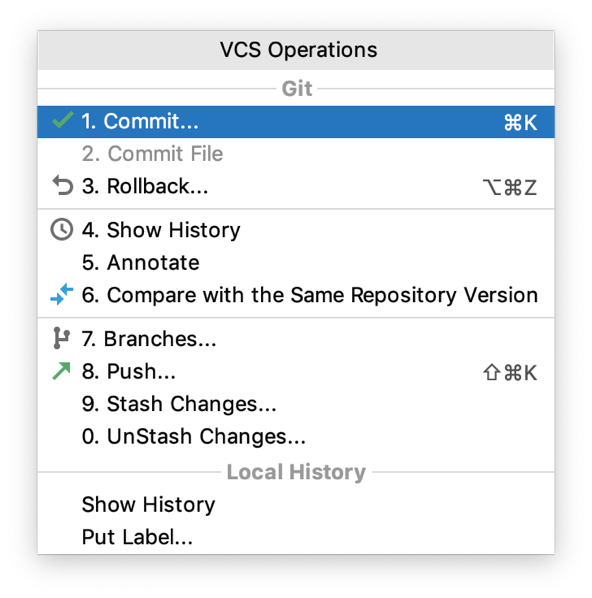 VCS Operations
Git
1. Commit... ⌘K
2. Commit File
3. Rollback... ⌥⌘Z
4. Show History
5. Annotate
6. Compare with the Same Repository Version
7. Branches...
8. Push... ⇧⌘K
9. Stash Changes...
0. UnStash Changes...
Local History
Show History
Put Label...